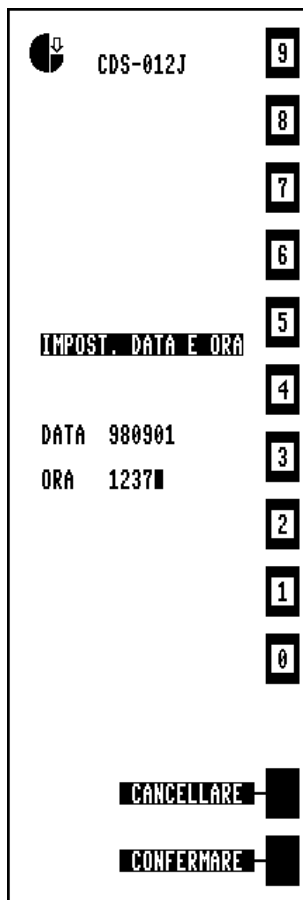 CDS-012J
9
8
7
6
5
IMPOST. DATA E ORA
4
DATA 980901
3
ORA 1237
2
1
0
CANCELLARE
CONFERMARE